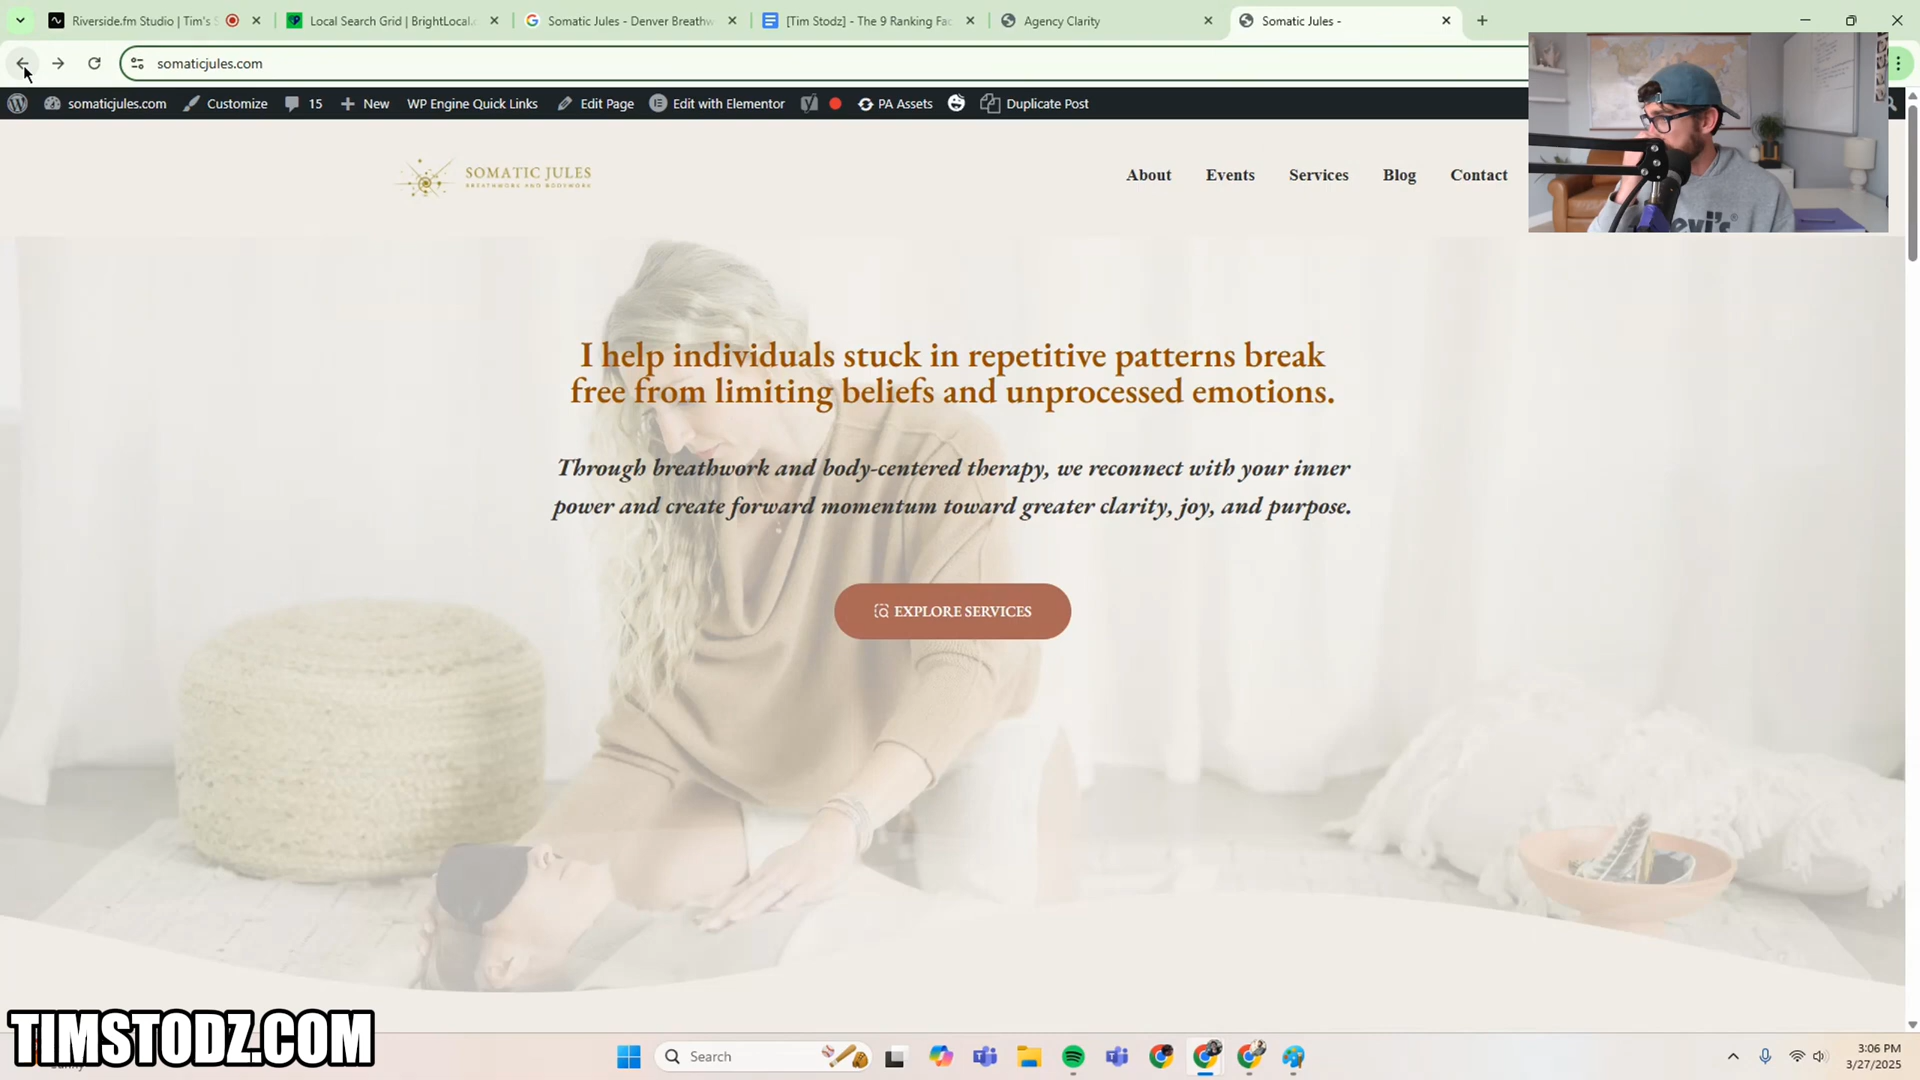 Riverside.fm Studio | Tim's S
Local Search Grid | BrightLocal.c
Somatic Jules - Denver Breathw
[Tim Stodz] - The 9 Ranking Fac
Agency Clarity
Somatic Jules -
somaticjules.com
somaticjules.com
Customize
15
New
WP Engine Quick Links
Edit Page
Edit with Elementor
PA Assets
Duplicate Post
SOMATIC JULES
BREATHWORK AND BODYWORK
About
Events
Services
Blog
Contact
I help individuals stuck in repetitive patterns break
free from limiting beliefs and unprocessed emotions.
Through breathwork and body-centered therapy, we reconnect with your inner
power and create forward momentum toward greater clarity, joy, and purpose.
EXPLORE SERVICES
TIMSTODZ.COM
Search
3:06 PM
3/27/2025